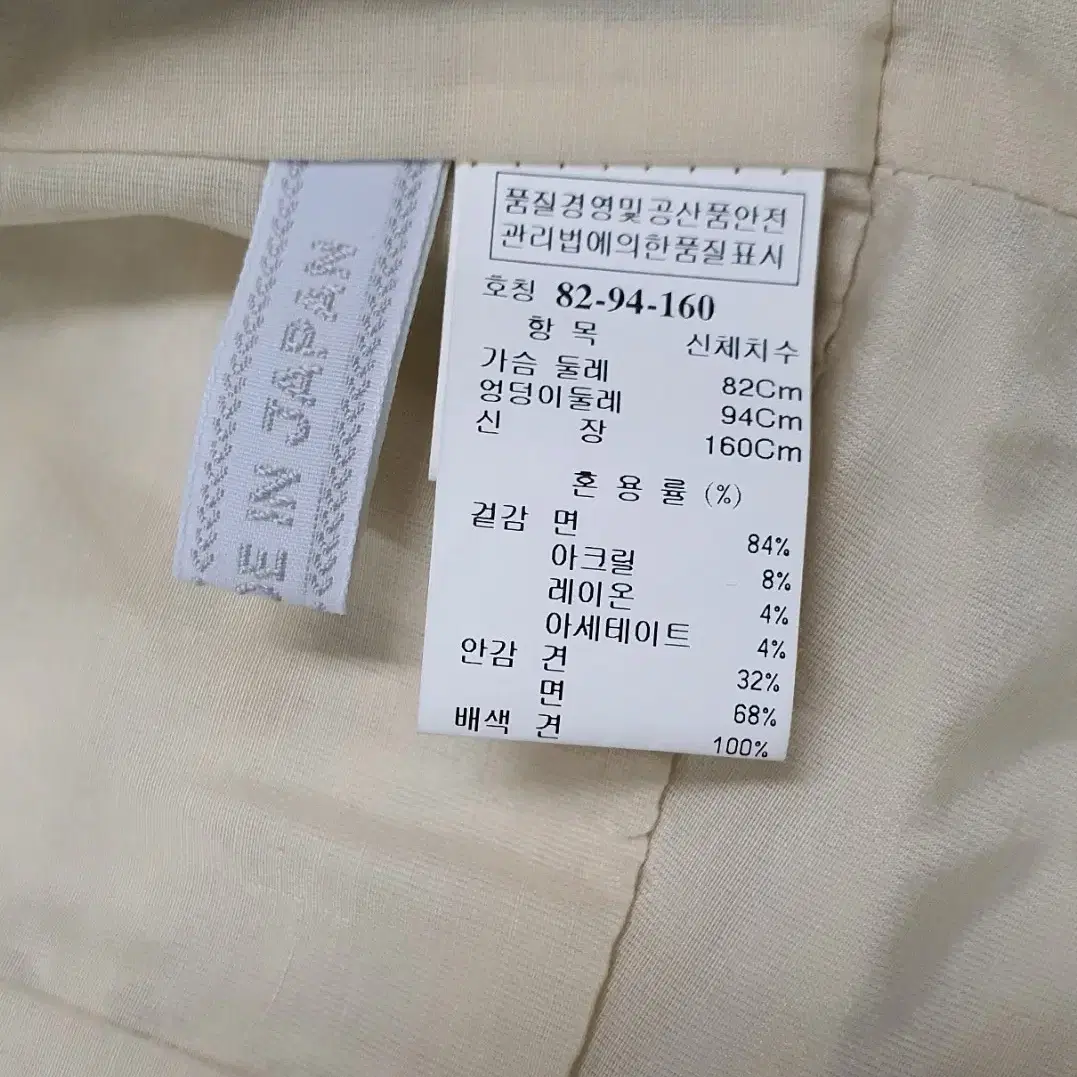 DE IN JAPAN
품질경영및공산품안전
관리법에의한품질표시
호칭 82-94-160
항 목 신체치수
가슴 둘레 82Cm
엉덩이둘레 94Cm
신 장 160Cm
혼 용 률 (%)
겉감 면 84%
아크릴 8%
레이온 4%
아세테이트 4%
안감 견 32%
면 68%
배색 견 100%